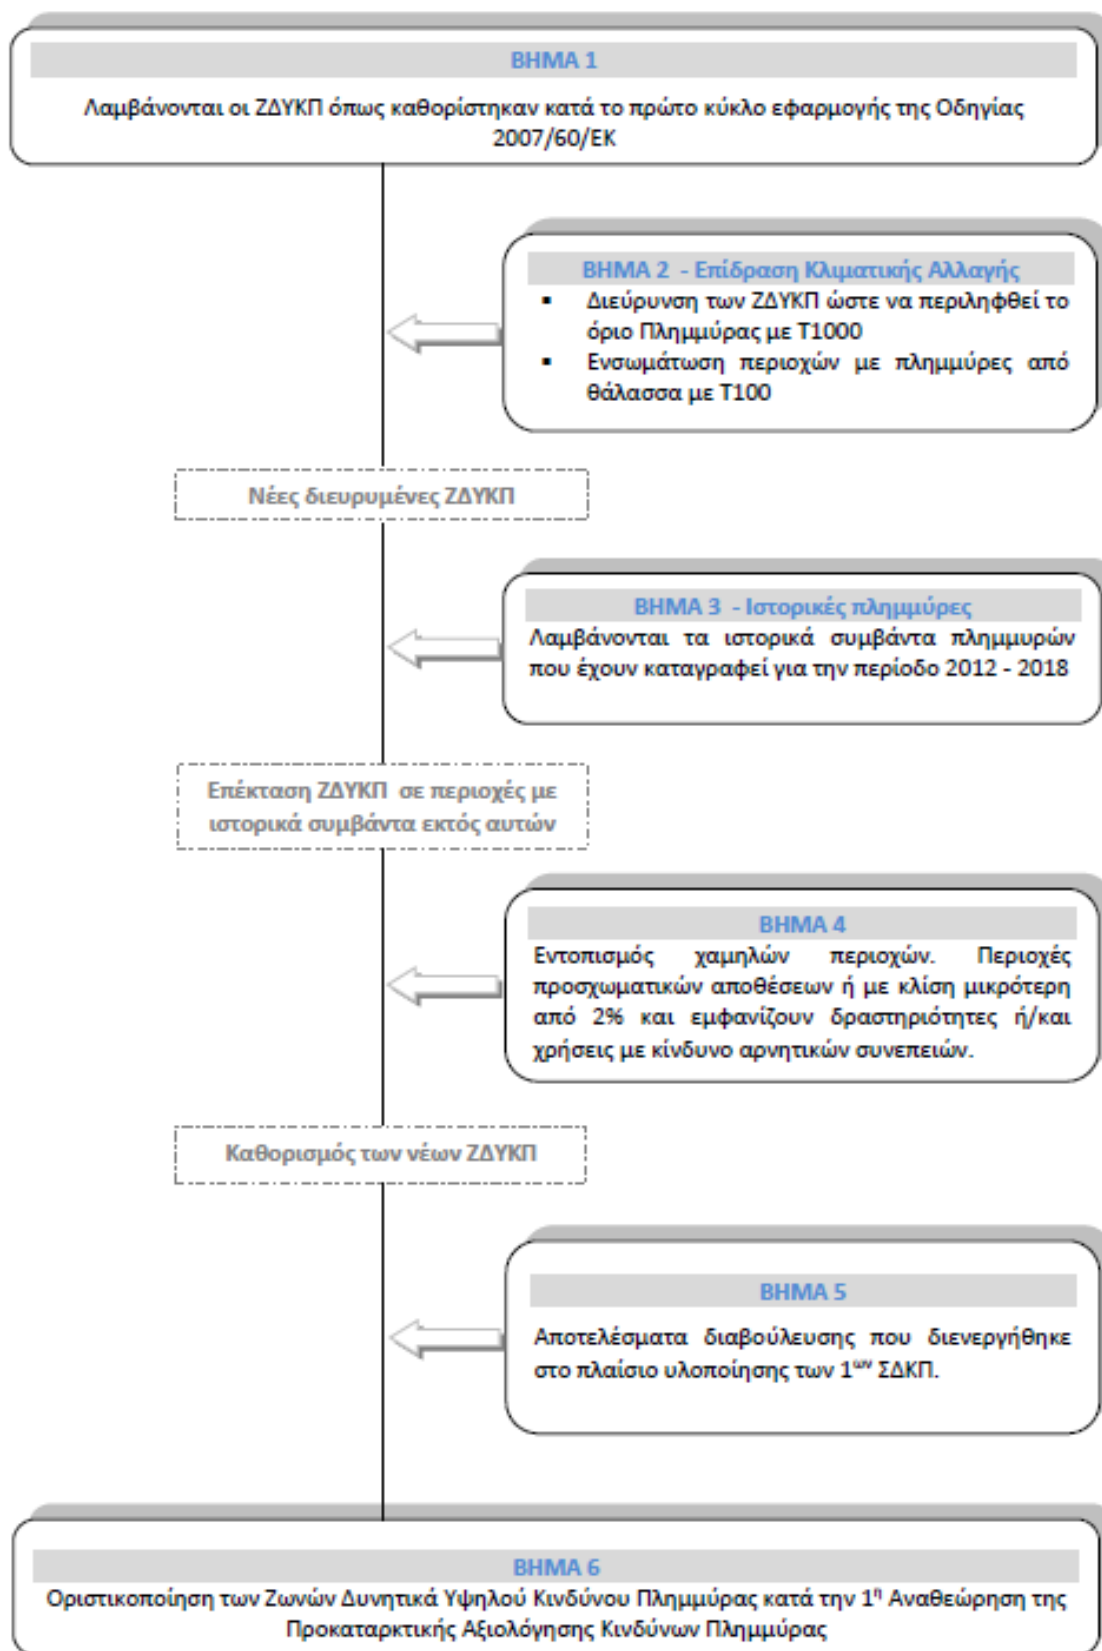 ΒΗΜΑ 1
Λαμβάνονται οι ΖΔΥΚΠ όπως καθορίστηκαν κατά το πρώτο κύκλο εφαρμογής της Οδηγίας
2007/60/ΕΚ
ΒΗΜΑ 2 - Επίδραση Κλιματικής Αλλαγής
▪ Διεύρυνση των ΖΔΥΚΠ ώστε να περιληφθεί το
όριο Πλημμύρας με Τ1000
▪ Ενσωμάτωση περιοχών με πλημμύρες από
θάλασσα με Τ100
Νέες διευρυμένες ΖΔΥΚΠ
ΒΗΜΑ 3 - Ιστορικές πλημμύρες
Λαμβάνονται τα ιστορικά συμβάντα πλημμυρών
που έχουν καταγραφεί για την περίοδο 2012 - 2018
Επέκταση ΖΔΥΚΠ σε περιοχές με
ιστορικά συμβάντα εκτός αυτών
ΒΗΜΑ 4
Εντοπισμός χαμηλών περιοχών. Περιοχές
προσχωματικών αποθέσεων ή με κλίση μικρότερη
από 2% και εμφανίζουν δραστηριότητες ή/και
χρήσεις με κίνδυνο αρνητικών συνεπειών.
Καθορισμός των νέων ΖΔΥΚΠ
ΒΗΜΑ 5
Αποτελέσματα διαβούλευσης που διενεργήθηκε
στο πλαίσιο υλοποίησης των 1ων ΣΔΚΠ.
ΒΗΜΑ 6
Οριστικοποίηση των Ζωνών Δυνητικά Υψηλού Κινδύνου Πλημμύρας κατά την 1η Αναθεώρηση της
Προκαταρκτικής Αξιολόγησης Κινδύνων Πλημμύρας